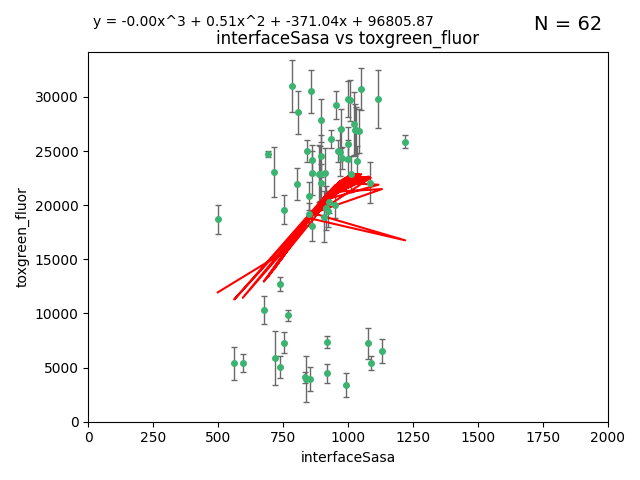 y = -0.00x^3 + 0.51x^2 + -371.04x + 96805.87
N = 62
interfaceSasa vs toxgreen_fluor
30000
25000
20000
15000
10000
5000
0
toxgreen_fluor
0 250 500 750 1000 1250 1500 1750 2000
interfaceSasa